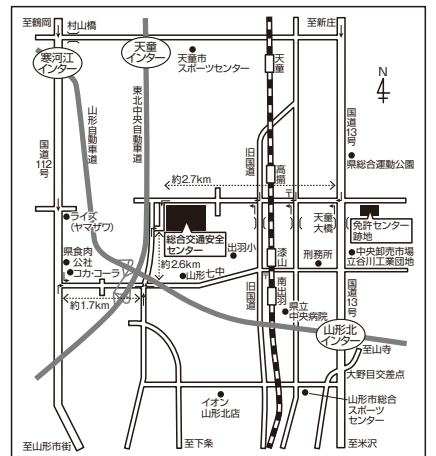 至鶴岡
村山橋
至新庄
寒河江
インター
天童
インター
天童市
スポーツセンター
天童
N
4
山形自動車道
東北中央自動車道
国道112号
旧国道
国道13号
高擶
県総合運動公園
約2.7km
〒
ライズ
(ヤマザワ)
総合交通安全
センター
天童
大橋
免許センター
跡地
出羽小
漆山
刑務所
中央卸売市場
立谷川工業団地
県食肉
公社
コカ・コーラ
約2.6km
山形七中
〒
約1.7km
旧国道
南出羽
県立
中央病院
国道13号
山形北
インター
至山寺
大野目交差点
イオン
山形北店
山形市総合
スポーツ
センター
至山形市街
至下条
至米沢